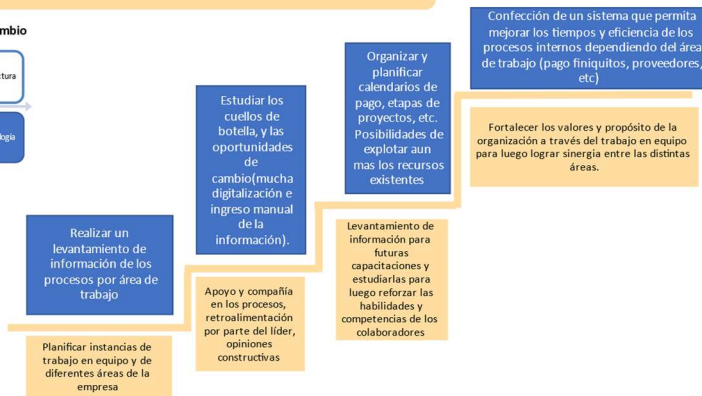 mbio
ctura
logía
Realizar un
levantamiento de
información de los
procesos por área de
trabajo
Planificar instancias de
trabajo en equipo y de
diferentes áreas de la
empresa
Estudiar los
cuellos de
botella, y las
oportunidades
de
cambio(mucha
digitalización e
ingreso manual
de la
información).
Apoyo y compañía
en los procesos,
retroalimentación
por parte del líder,
opiniones
constructivas
Organizar y
planificar
calendarios de
pago, etapas de
proyectos, etc.
Posibilidades de
explotar aun
mas los recursos
existentes
Levantamiento de
información para
futuras
capacitaciones y
estudiarlas para
luego reforzar las
habilidades y
competencias de los
colaboradores
Confección de un sistema que permita
mejorar los tiempos y eficiencia de los
procesos internos dependiendo del área
de trabajo (pago finiquitos, proveedores,
etc)
Fortalecer los valores y propósito de la
organización a través del trabajo en equipo
para luego lograr sinergia entre las distintas
áreas.